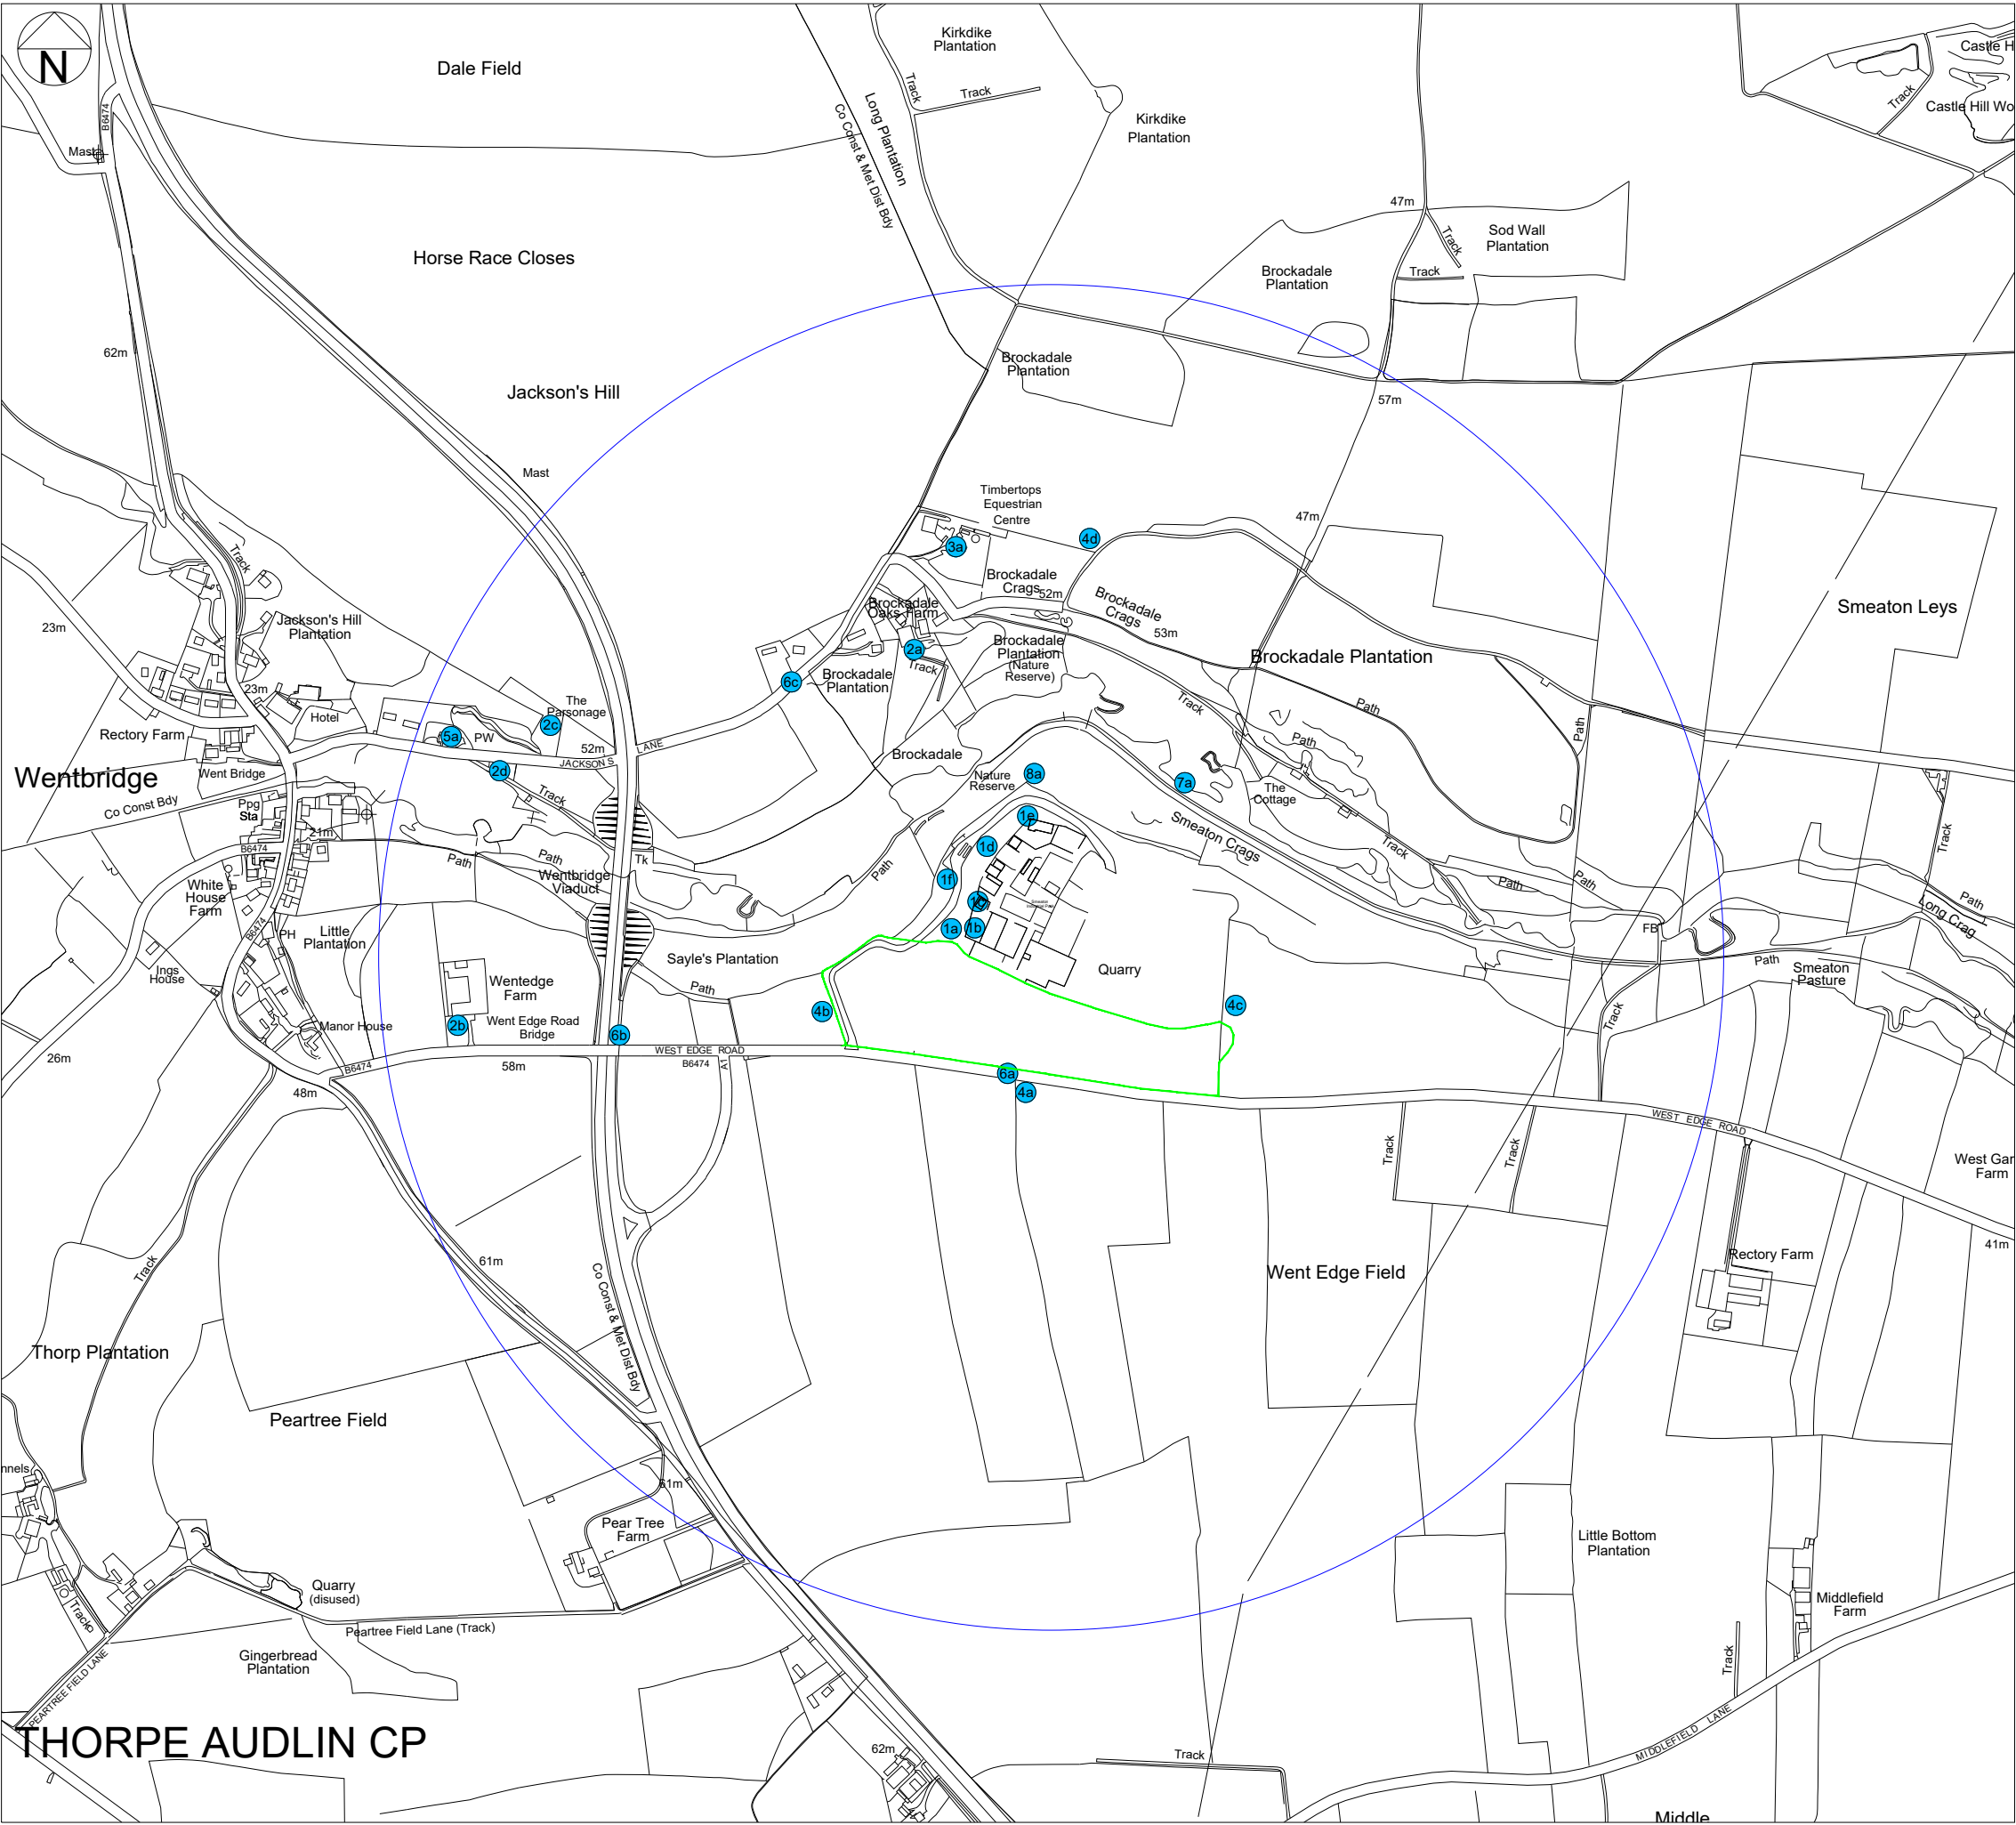 N
Kirkdike
Plantation
Castle H
Dale Field
Track
Track
Long Plantation
Co Const & Met Dist Bdy
Track
Castle Hill Wo
B6474
Mast
Kirkdike
Plantation
47m
Sod Wall
Plantation
Track
Track
Horse Race Closes
Brockadale
Plantation
62m
Brockadale
Plantation
Jackson's Hill
57m
Mast
Timbertops
Equestrian
Centre
47m
4d
3a
Track
Brockadale
Crags
52m
Brockadale
Crags
53m
Brockadale
Oaks Farm
Smeaton Leys
Jackson's Hill
Plantation
23m
Brockadale
Plantation
(Nature
Reserve)
2a
Track
Brockadale Plantation
6c
Brockadale
Plantation
23m
Track
Path
Path
The
Parsonage
2c
Hotel
Rectory Farm
5a
PW
52m
LANE
JACKSON S
Brockadale
Path
2d
Went Bridge
Wentbridge
8a
Nature
Reserve
7a
The
Cottage
Co Const Bdy
Track
Ppg
Sta
1e
21m
Smeaton Crags
Track
Track
B6474
Path
Path
Tk
1d
Wentbridge
Viaduct
Path
1f
Path
Path
Path
White
House
Farm
Long Crag
B6474
PH
Little
Plantation
1a
1b
FB
Sayle's Plantation
Quarry
Path
Smeaton
Pasture
Ings
House
Wentedge
Farm
Path
4b
4c
Track
2b
Went Edge Road
Bridge
6b
Manor House
26m
WEST EDGE ROAD
B6474
A1
B6474
58m
6a
4a
48m
WEST EDGE ROAD
Track
Track
West Gar
Farm
41m
Rectory Farm
61m
Track
Went Edge Field
Co Const & Met Dist Bdy
Thorp Plantation
Peartree Field
nnels
61m
Pear Tree
Farm
Little Bottom
Plantation
Quarry
(disused)
Middlefield
Farm
Track
Peartree Field Lane (Track)
Gingerbread
Plantation
Track
PEARTREE FIELD LANE
THORPE AUDLIN CP
62m
Track
MIDDLEFIELD LANE
Middle